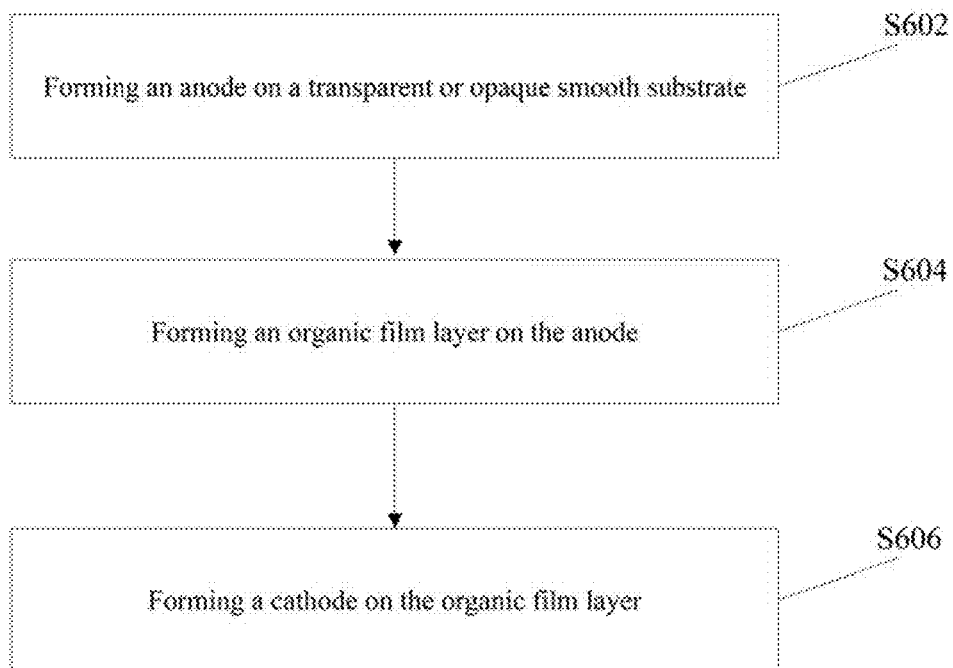 S602
Forming an anode on a transparent or opaque smooth substrate
S604
Forming an organic film layer on the anode
S606
Forming a cathode on the organic film layer